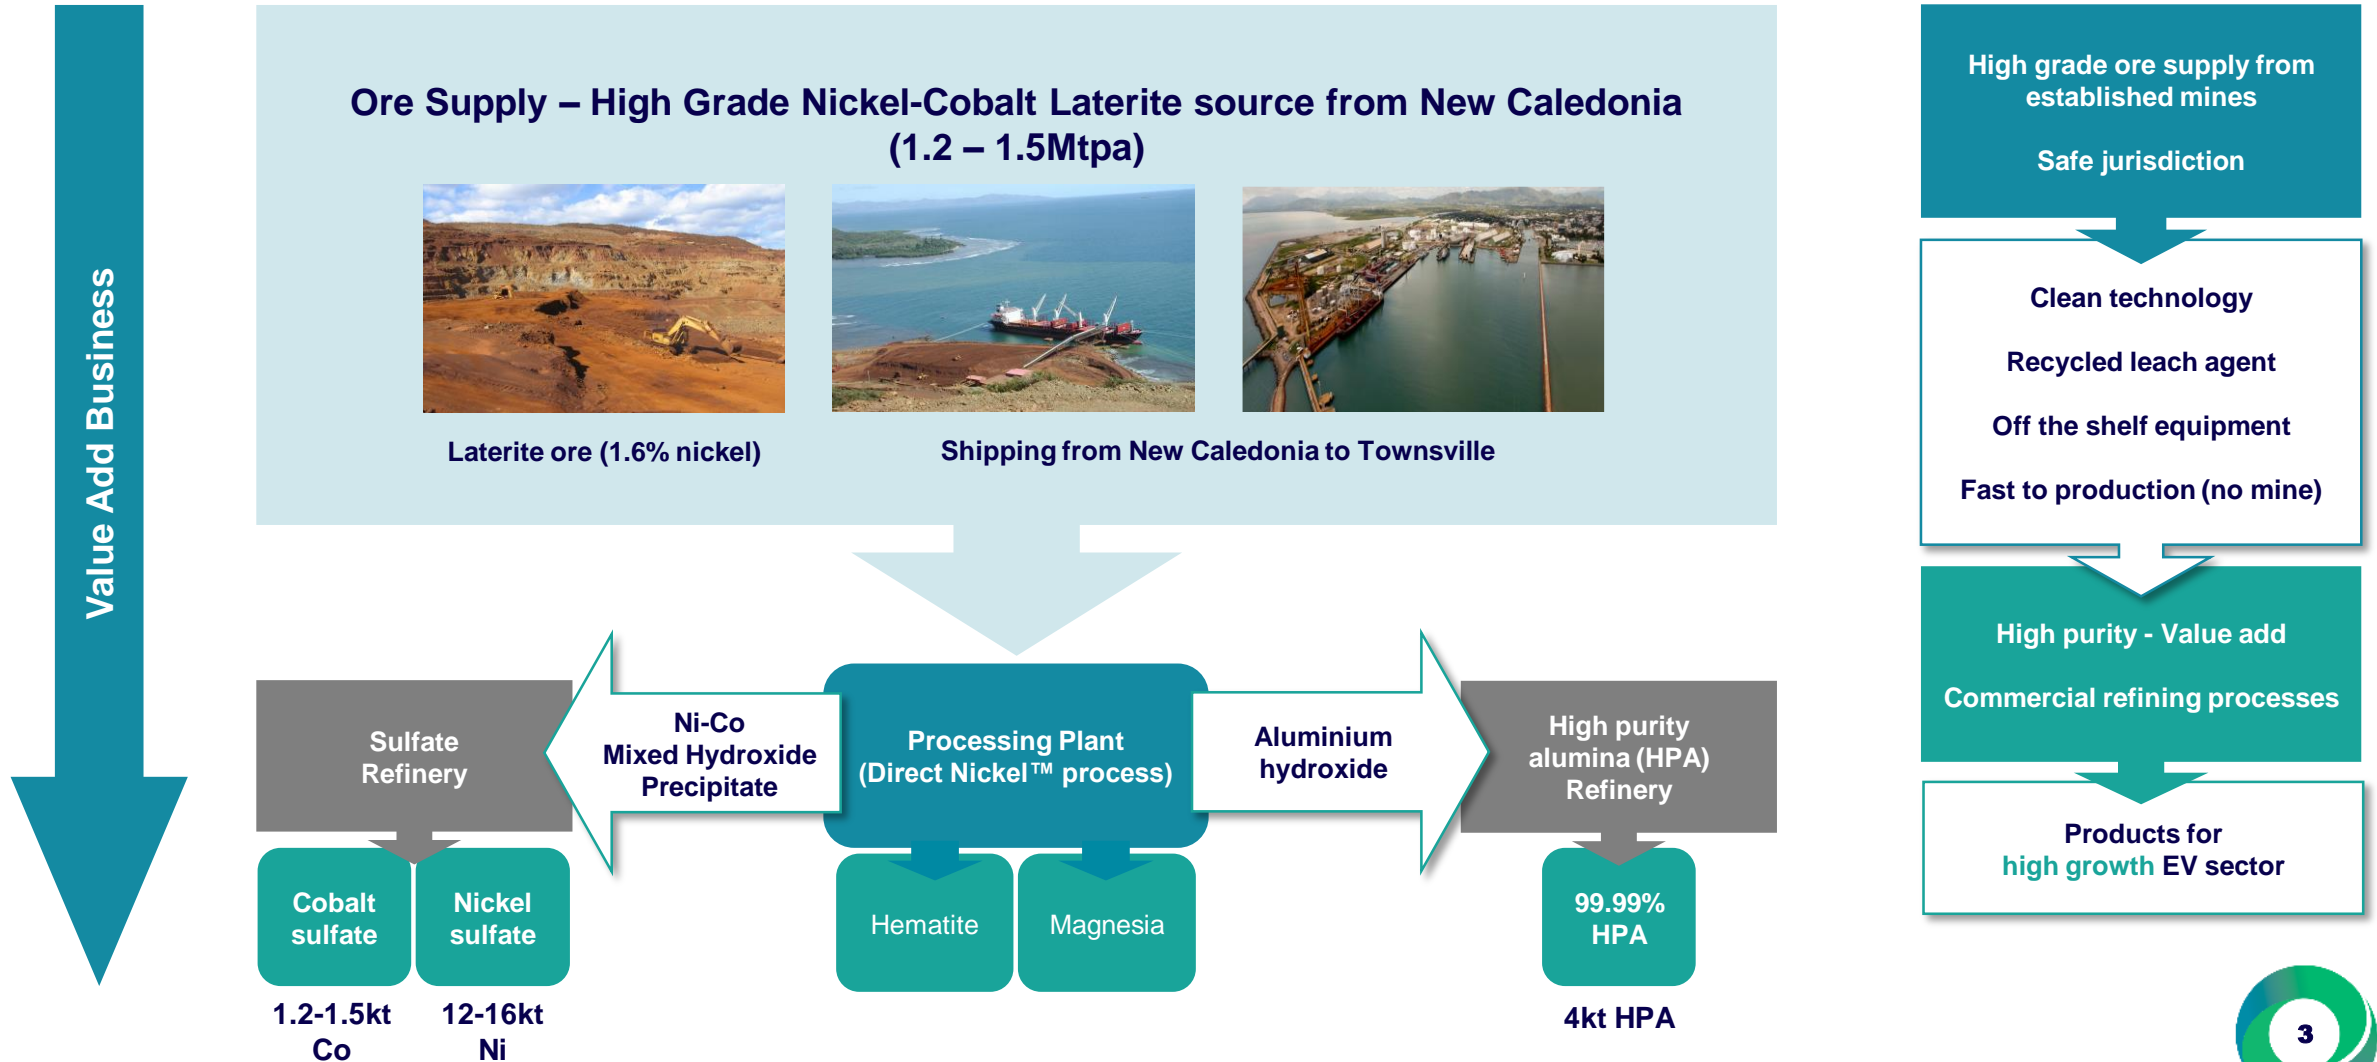 Value Add Business
Ore Supply – High Grade Nickel-Cobalt Laterite source from New Caledonia
(1.2 – 1.5Mtpa)
Laterite ore (1.6% nickel)
Shipping from New Caledonia to Townsville
Sulfate
Refinery
Ni-Co
Mixed Hydroxide
Precipitate
Processing Plant
(Direct Nickel™ process)
Aluminium
hydroxide
High purity
alumina (HPA)
Refinery
Cobalt
sulfate
Nickel
sulfate
Hematite
Magnesia
99.99%
HPA
1.2-1.5kt
Co
12-16kt
Ni
4kt HPA
High grade ore supply from
established mines
Safe jurisdiction
Clean technology
Recycled leach agent
Off the shelf equipment
Fast to production (no mine)
High purity - Value add
Commercial refining processes
Products for
high growth EV sector
3